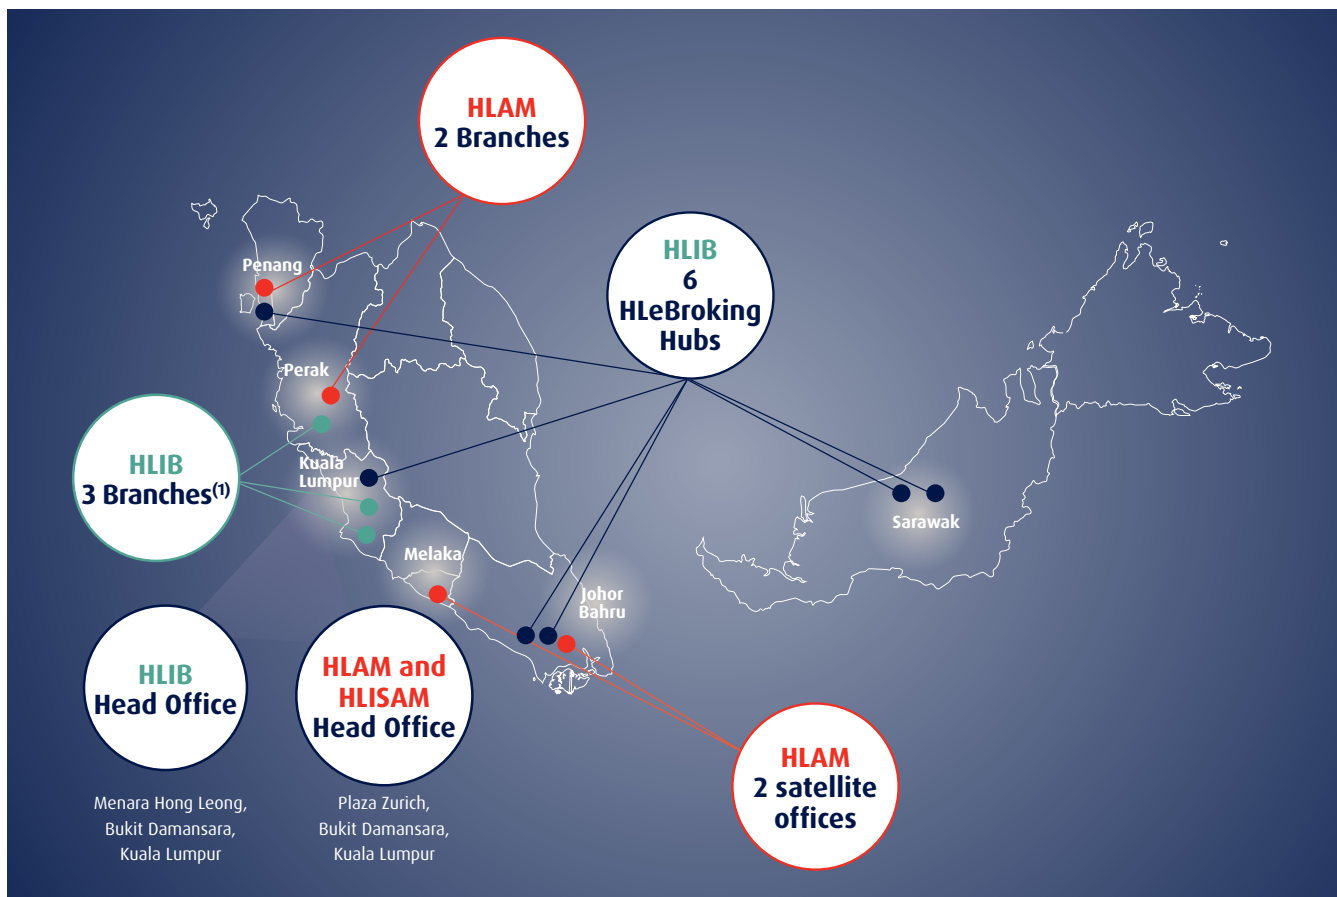 HLAM
2 Branches
HLIB
6
HLeBroking
Hubs
Penang
Perak
HLIB
3 Branches(1)
Kuala
Lumpur
Sarawak
Melaka
Johor
Bahru
HLIB
Head Office
HLAM and
HLISAM
Head Office
HLAM
2 satellite
offices
Menara Hong Leong,
Bukit Damansara,
Kuala Lumpur
Plaza Zurich,
Bukit Damansara,
Kuala Lumpur